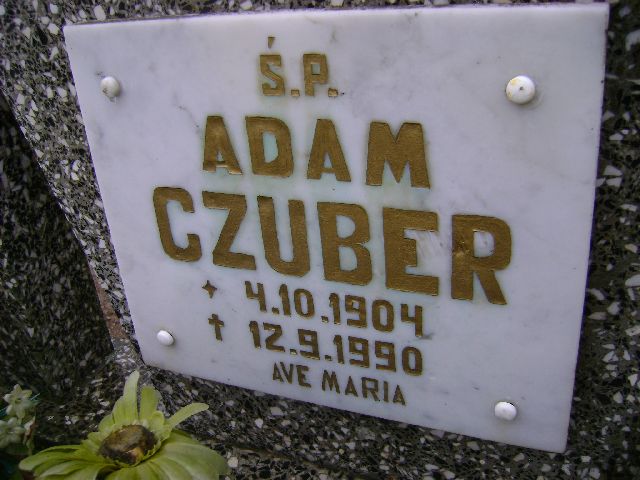 Ś.P.
ADAM
CZUBER
4.10.1904
✝ 12.9.1990
AVE MARIA